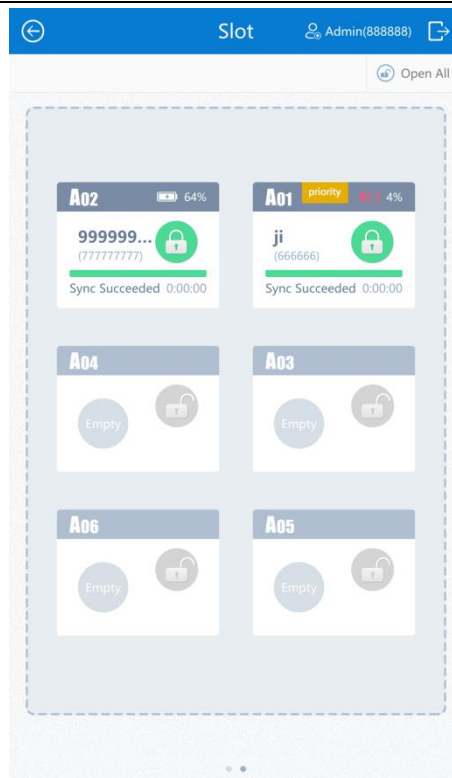 Slot
Admin(888888)
Open All
A02 64%
A01 priority 4%
999999...
(777777777)
Sync Succeeded 0:00:00
ji
(666666)
Sync Succeeded 0:00:00
A04
A03
Empty
Empty
A06
A05
Empty
Empty